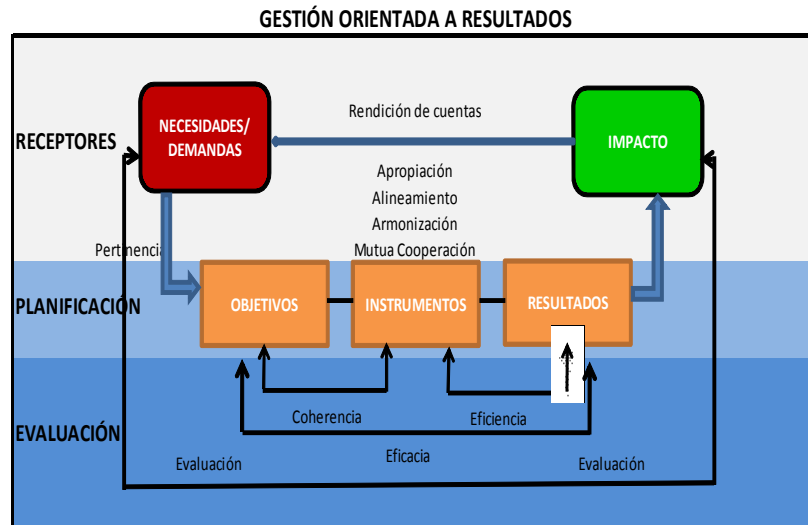 GESTIÓN ORIENTADA A RESULTADOS
RECEPTORES
NECESIDADES/
DEMANDAS
Rendición de cuentas
IMPACTO
Apropiación
Alineamiento
Armonización
Mutua Cooperación
Pertinencia
PLANIFICACIÓN
OBJETIVOS
INSTRUMENTOS
RESULTADOS
EVALUACIÓN
Coherencia
Eficiencia
Evaluación
Eficacia
Evaluación